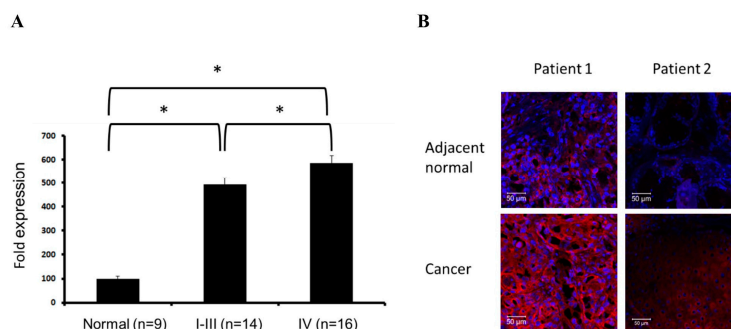 A
*
*
*
Fold expression
700
600
500
400
300
200
100
0
Normal (n=9) I-III (n=14) IV (n=16)
B
Patient 1 Patient 2
Adjacent
normal
50 µm
50 µm
Cancer
50 µm
50 µm